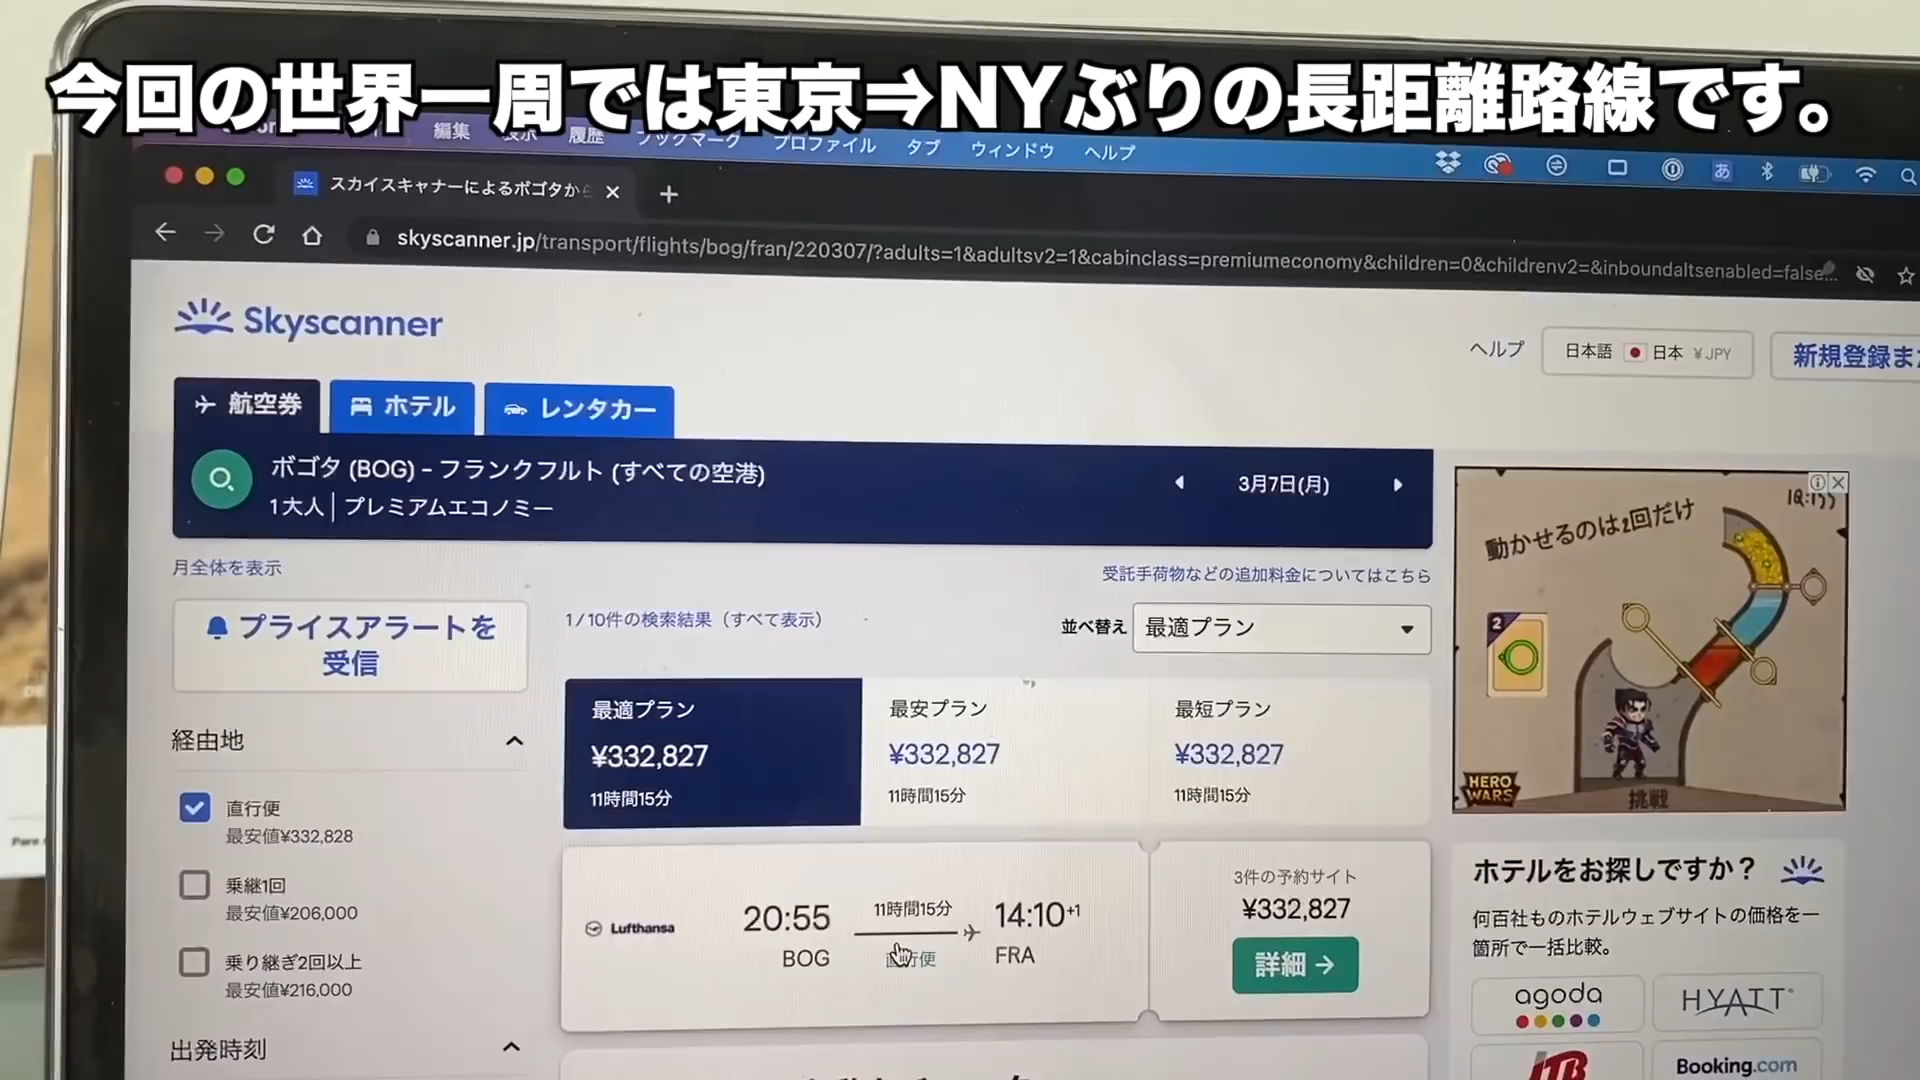 今回の世界一周では東京⇒NYぶりの長距離路線です。
編集 表示 履歴 ブックマーク プロファイル タブ ウィンドウ ヘルプ
あ
スカイスキャナーによるボゴタから
skyscanner.jp/transport/flights/bog/fran/220307/?adults=1&adultsv2=1&cabinclass=premiumeconomy&children=0&childrenv2=&inboundaltsenabled=false...
Skyscanner
ヘルプ
日本語 日本 ¥ JPY
新規登録ま
航空券
ホテル
レンタカー
ボゴタ (BOG) – フランクフルト (すべての空港)
1大人 | プレミアムエコノミー
3月7日(月)
月全体を表示
受託手荷物などの追加料金についてはこちら
プライスアラートを
受信
1/10件の検索結果（すべて表示）
並べ替え 最適プラン
最適プラン
¥332,827
11時間15分
最安プラン
¥332,827
11時間15分
最短プラン
¥332,827
11時間15分
経由地
直行便
最安値¥332,828
乗継1回
最安値¥206,000
乗り継ぎ2回以上
最安値¥216,000
出発時刻
Lufthansa
20:55
BOG
11時間15分
直行便
14:10+1
FRA
3件の予約サイト
¥332,827
詳細 →
動かせるのは2回だけ
2
HERO
WARS
挑戦
ホテルをお探しですか？
何百社ものホテルウェブサイトの価格を一
箇所で一括比較。
agoda
HYATT
JTB
Booking.com